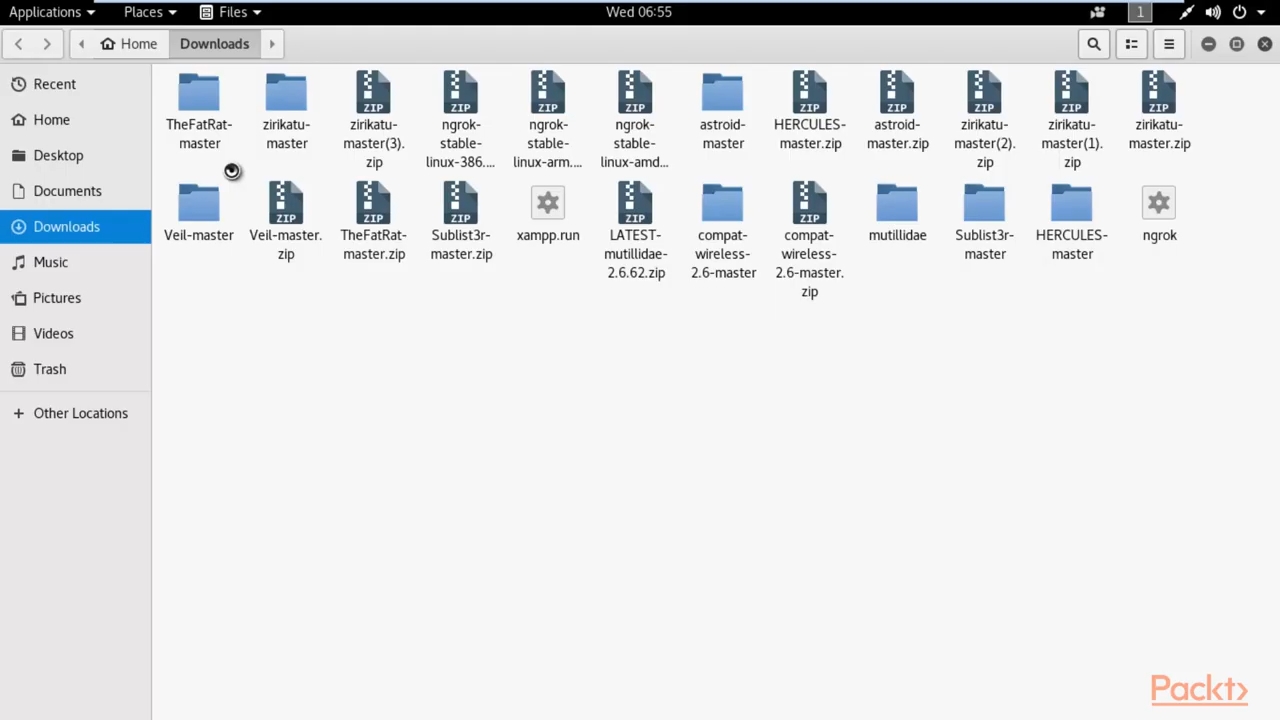 Applications Places Files Wed 06:55 1
Home Downloads
Recent
Home
Desktop
Documents
Downloads
Music
Pictures
Videos
Trash
+ Other Locations
TheFatRat-
master
zirikatu-
master
zirikatu-
master(3).
zip
ngrok-
stable-
linux-386....
ngrok-
stable-
linux-arm....
ngrok-
stable-
linux-amd...
astroid-
master
HERCULES-
master.zip
astroid-
master.zip
zirikatu-
master(2).
zip
zirikatu-
master(1).
zip
zirikatu-
master.zip
Veil-master
Veil-master.
zip
TheFatRat-
master.zip
Sublist3r-
master.zip
xampp.run
LATEST-
mutillidae-
2.6.62.zip
compat-
wireless-
2.6-master
compat-
wireless-
2.6-master.
zip
mutillidae
Sublist3r-
master
HERCULES-
master
ngrok
ZIP ZIP ZIP ZIP ZIP ZIP ZIP ZIP ZIP
ZIP ZIP ZIP ZIP ZIP
Packt>